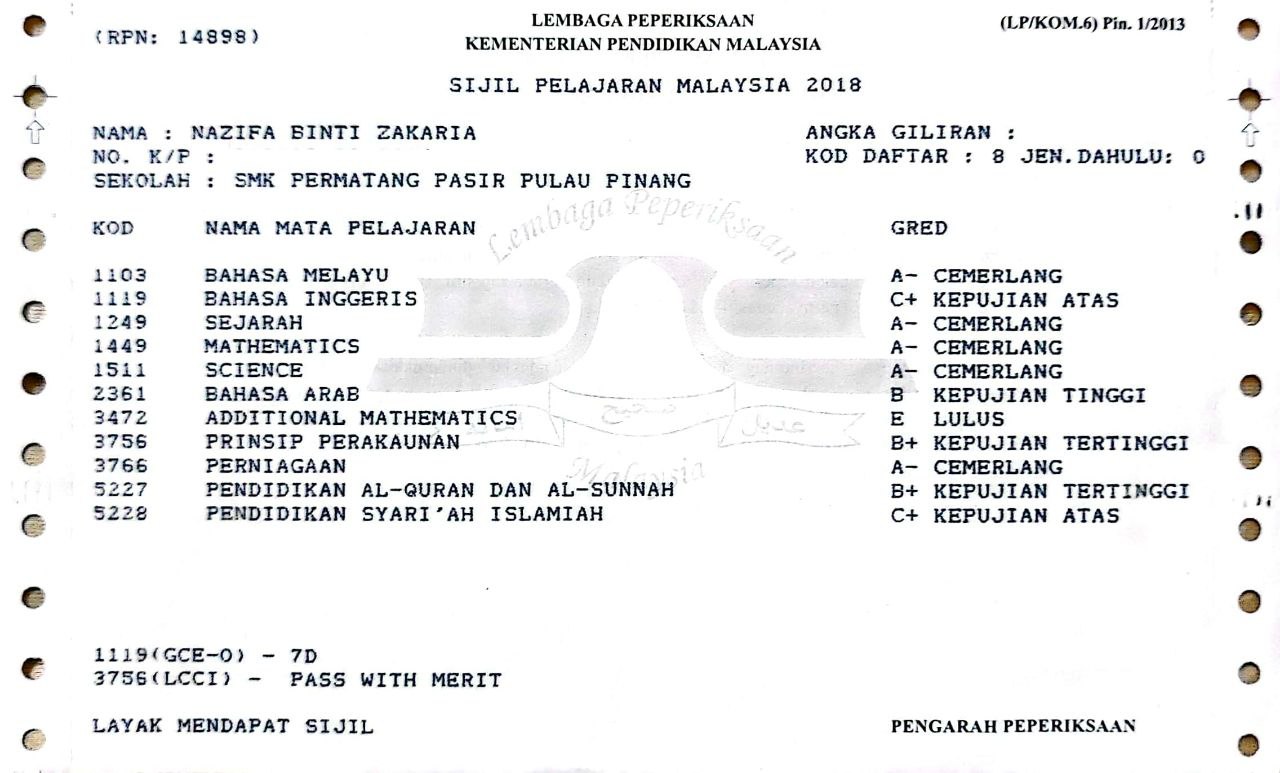 (RPN: 14898)
LEMBAGA PEPERIKSAAN
KEMENTERIAN PENDIDIKAN MALAYSIA
(LP/KOM.6) Pin. 1/2013
SIJIL PELAJARAN MALAYSIA 2018
NAMA : NAZIFA BINTI ZAKARIA
ANGKA GILIRAN :
NO. K/P :
KOD DAFTAR : 8 JEN.DAHULU: 0
SEKOLAH : SMK PERMATANG PASIR PULAU PINANG
Lembaga Peperiksaan
KOD NAMA MATA PELAJARAN GRED
1103 BAHASA MELAYU A- CEMERLANG
1119 BAHASA INGGERIS C+ KEPUJIAN ATAS
1249 SEJARAH A- CEMERLANG
1449 MATHEMATICS A- CEMERLANG
1511 SCIENCE A- CEMERLANG
2361 BAHASA ARAB B KEPUJIAN TINGGI
3472 ADDITIONAL MATHEMATICS E LULUS
3756 PRINSIP PERAKAUNAN B+ KEPUJIAN TERTINGGI
3766 PERNIAGAAN A- CEMERLANG
5227 PENDIDIKAN AL-QURAN DAN AL-SUNNAH B+ KEPUJIAN TERTINGGI
5228 PENDIDIKAN SYARI'AH ISLAMIAH C+ KEPUJIAN ATAS
صحيح
عديل
Malaysia
1119(GCE-O) - 7D
3756(LCCI) - PASS WITH MERIT
LAYAK MENDAPAT SIJIL
PENGARAH PEPERIKSAAN